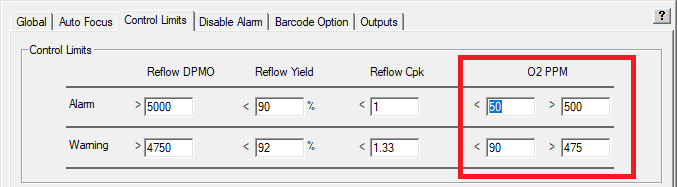 Global Auto Focus Control Limits Disable Alarm Barcode Option Outputs ?
Control Limits
Reflow DPMO Reflow Yield Reflow Cpk O2 PPM
Alarm > 5000 < 90 % < 1 < 50 > 500
Warning > 4750 < 92 % < 1.33 < 90 > 475